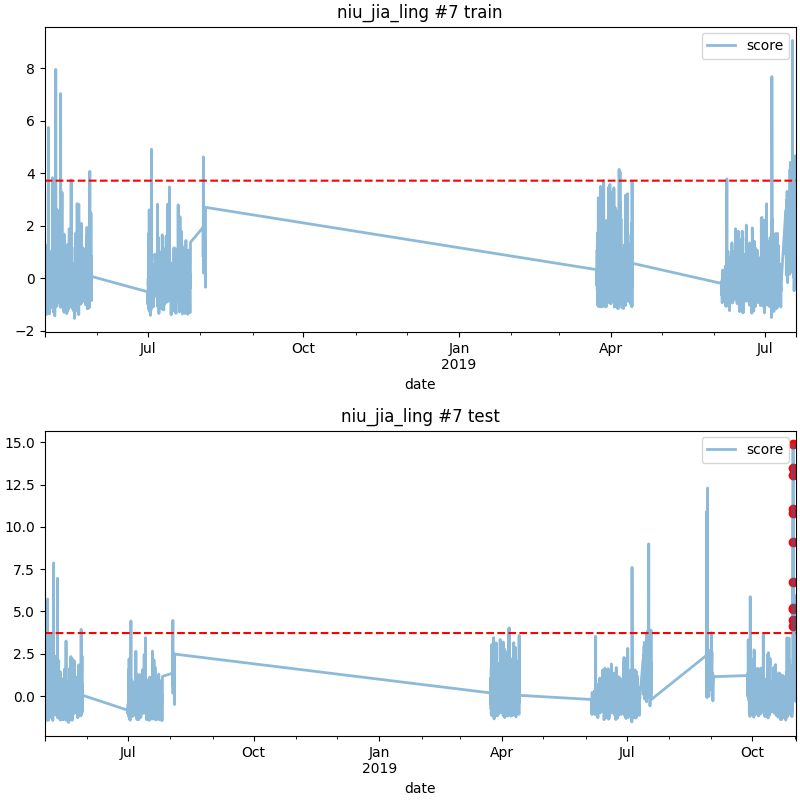 niu_jia_ling #7 train
score
8
6
4
2
0
−2
Jul
Oct
Jan
2019
Apr
Jul
date
niu_jia_ling #7 test
score
15.0
12.5
10.0
7.5
5.0
2.5
0.0
Jul
Oct
Jan
2019
Apr
Jul
Oct
date